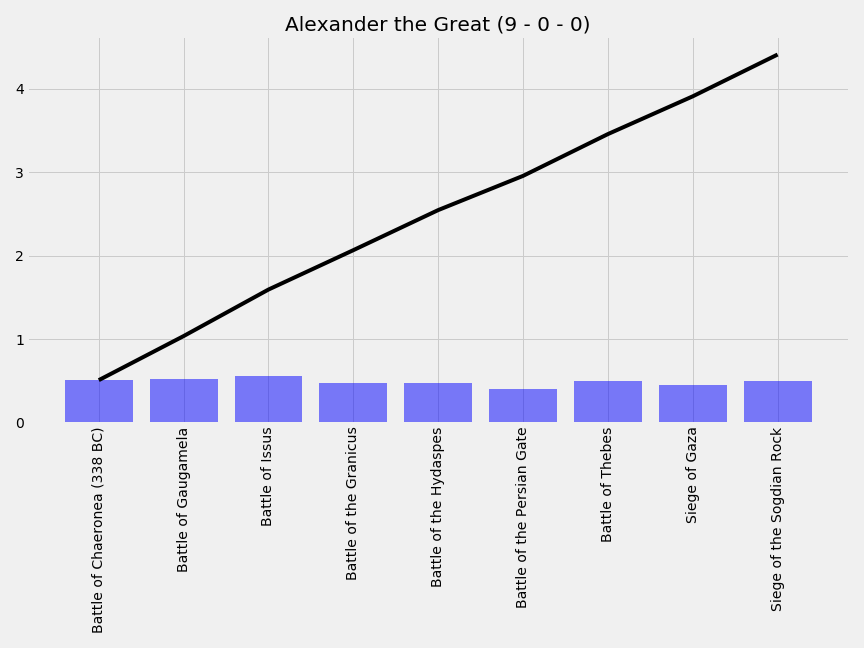 Alexander the Great (9 - 0 - 0)
4
3
2
1
0
Battle of Chaeronea (338 BC)
Battle of Gaugamela
Battle of Issus
Battle of the Granicus
Battle of the Hydaspes
Battle of the Persian Gate
Battle of Thebes
Siege of Gaza
Siege of the Sogdian Rock